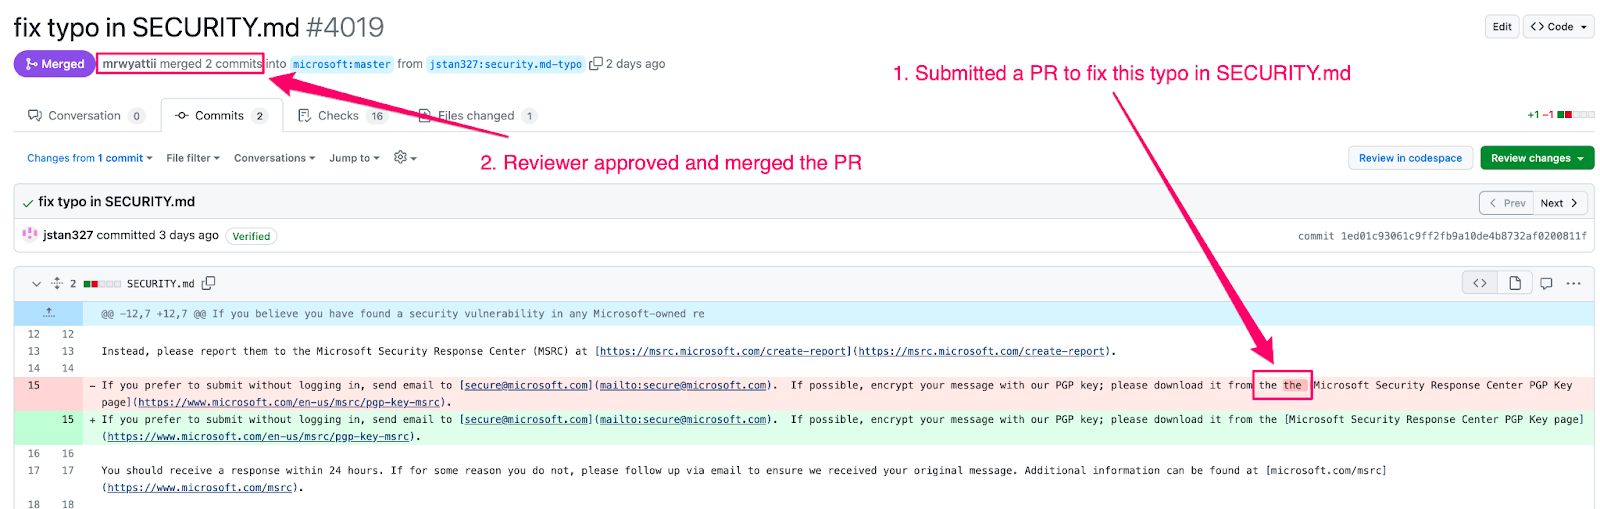 fix typo in SECURITY.md #4019
Edit
<> Code
Merged
mrwyattii merged 2 commits into microsoft:master from jstan327:security.md-typo 2 days ago
1. Submitted a PR to fix this typo in SECURITY.md
Conversation 0
Commits 2
Checks 16
Files changed 1
+1 −1
Changes from 1 commit
File filter
Conversations
Jump to
2. Reviewer approved and merged the PR
Review in codespace
Review changes
fix typo in SECURITY.md
Prev
Next
jstan327 committed 3 days ago
Verified
commit 1ed01c93061c9ff2fb9a10de4b8732af0200811f
2 SECURITY.md
@@ -12,7 +12,7 @@ If you believe you have found a security vulnerability in any Microsoft-owned re
12 12
13 13 Instead, please report them to the Microsoft Security Response Center (MSRC) at [https://msrc.microsoft.com/create-report](https://msrc.microsoft.com/create-report).
14 14
15 - If you prefer to submit without logging in, send email to [secure@microsoft.com](mailto:secure@microsoft.com). If possible, encrypt your message with our PGP key; please download it from the the Microsoft Security Response Center PGP Key
page](https://www.microsoft.com/en-us/msrc/pgp-key-msrc).
15 + If you prefer to submit without logging in, send email to [secure@microsoft.com](mailto:secure@microsoft.com). If possible, encrypt your message with our PGP key; please download it from the [Microsoft Security Response Center PGP Key page]
(https://www.microsoft.com/en-us/msrc/pgp-key-msrc).
16 16
17 17 You should receive a response within 24 hours. If for some reason you do not, please follow up via email to ensure we received your original message. Additional information can be found at [microsoft.com/msrc]
(https://www.microsoft.com/msrc).
18 18